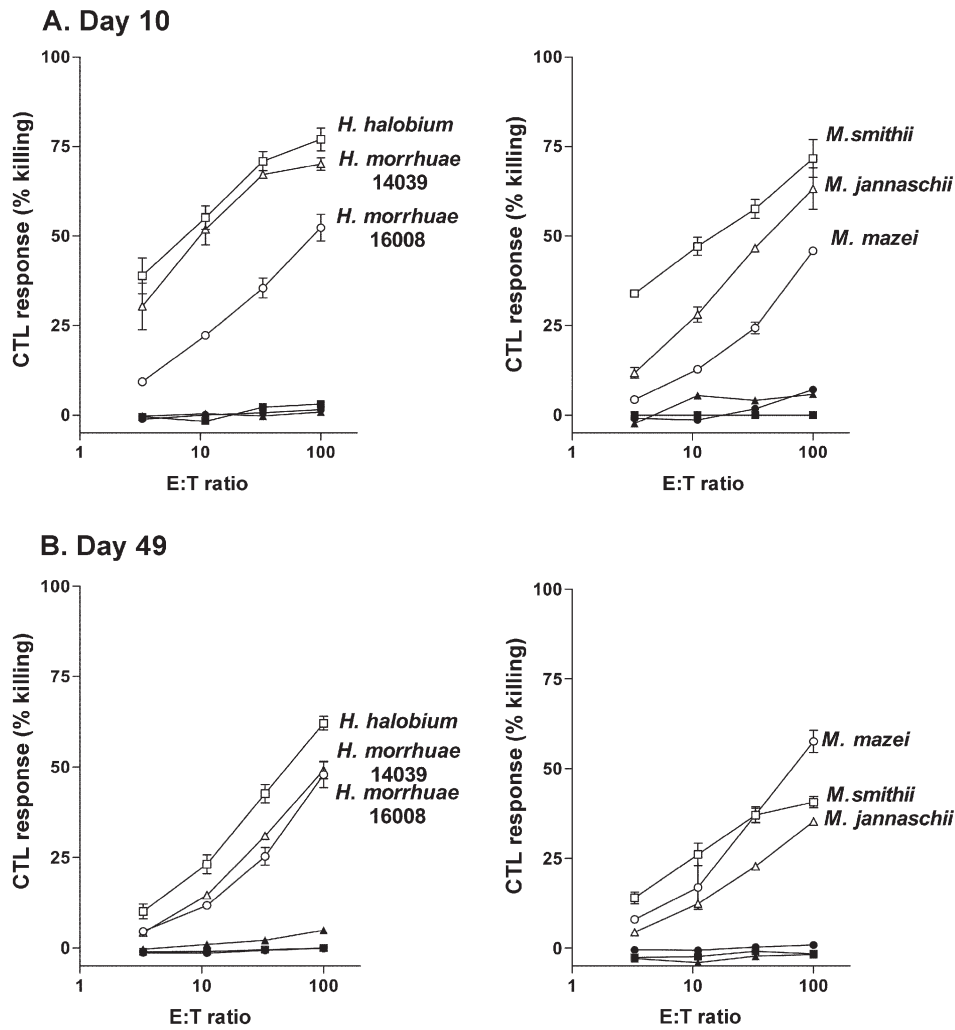 A. Day 10
CTL response (% killing)
100
75
50
25
0
1
10
100
E:T ratio
H. halobium
H. morrhuae
14039
H. morrhuae
16008
CTL response (% killing)
100
75
50
25
0
1
10
100
E:T ratio
M.smithii
M. jannaschii
M. mazei
B. Day 49
CTL response (% killing)
100
75
50
25
0
1
10
100
E:T ratio
H. halobium
H. morrhuae
14039
H. morrhuae
16008
CTL response (% killing)
100
75
50
25
0
1
10
100
E:T ratio
M. mazei
M.smithii
M. jannaschii